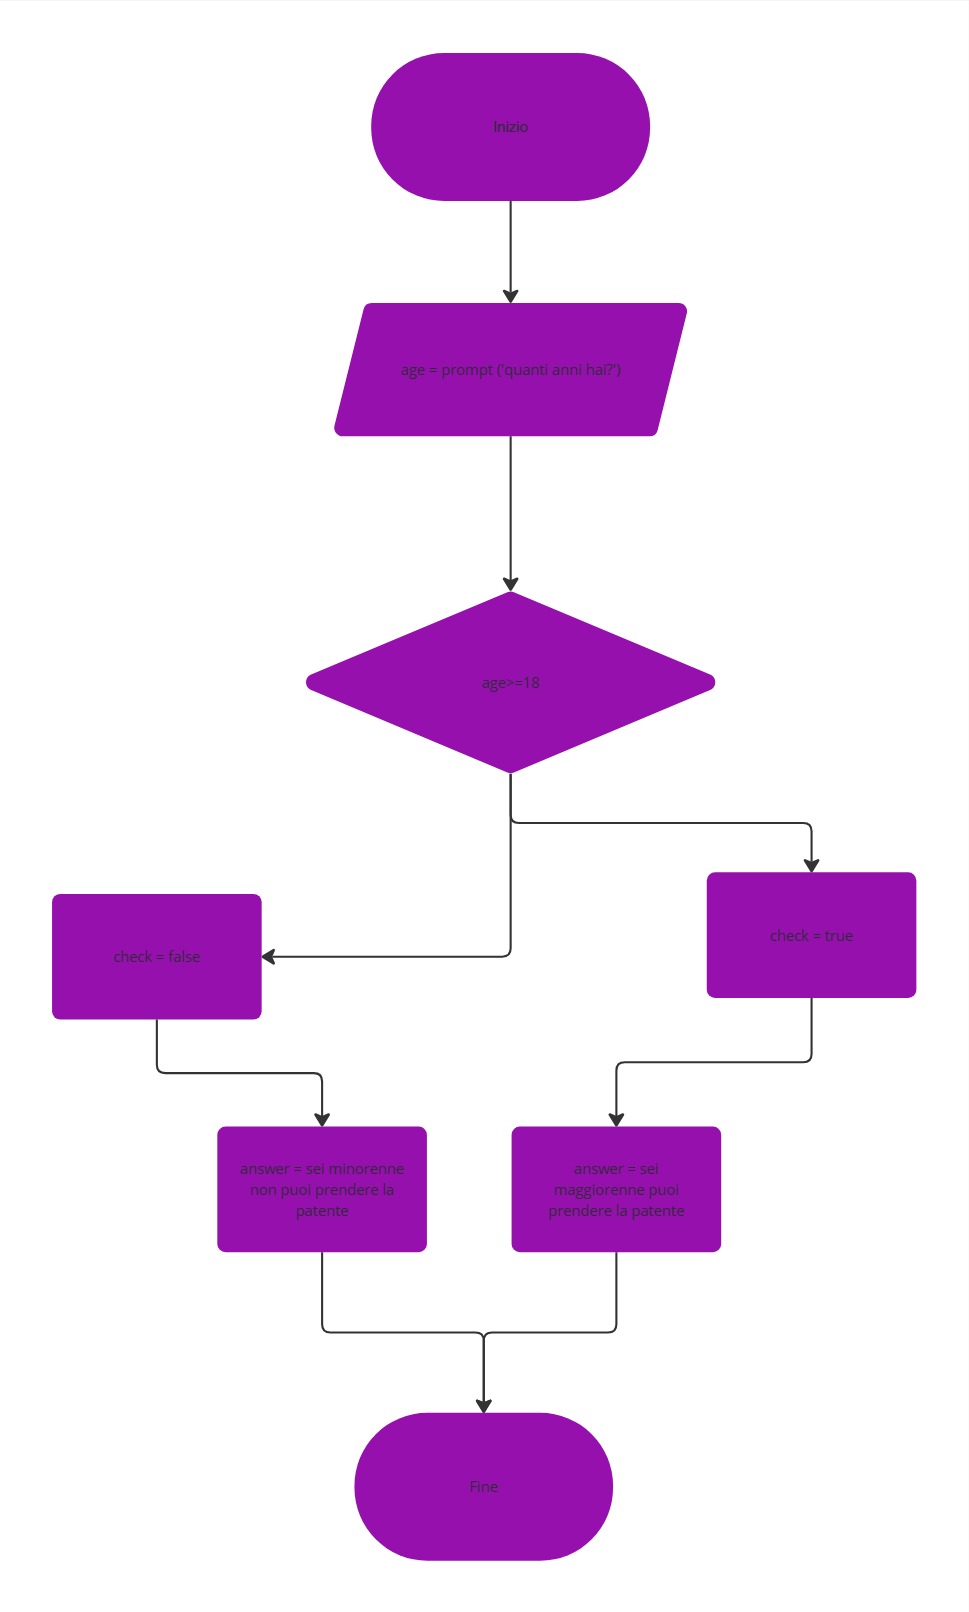 Inizio
age = prompt ('quanti anni hai?')
age>=18
check = false
check = true
answer = sei minorenne
non puoi prendere la
patente
answer = sei
maggiorenne puoi
prendere la patente
Fine